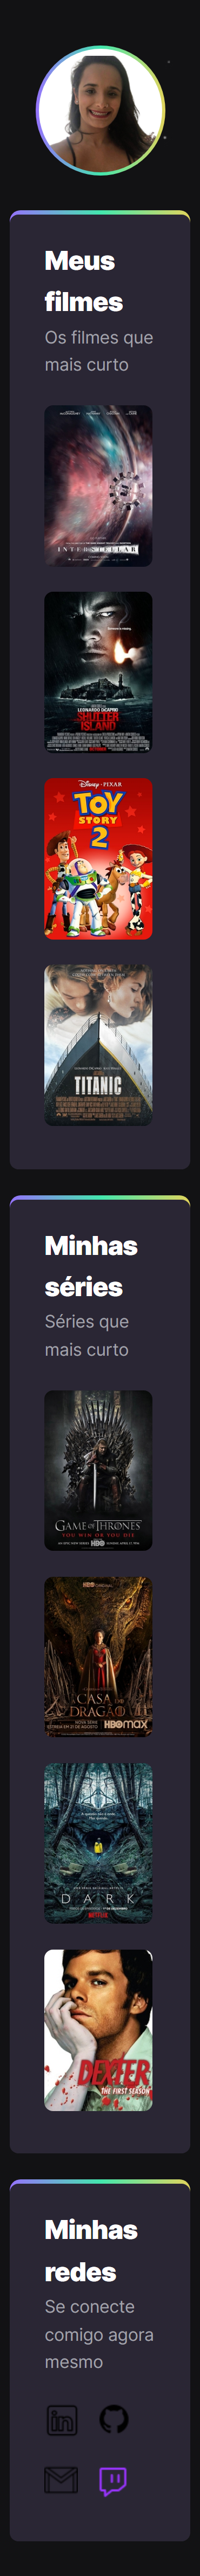 Meus
filmes
Os filmes que
mais curto
INTERSTELLAR
LEONARDO DICAPRIO
SHUTTER
ISLAND
Disney · PIXAR
TOY
STORY
2
TITANIC
Minhas
séries
Séries que
mais curto
GAME OF THRONES
YOU WIN OR YOU DIE
HBO
HBO
A CASA DO
DRAGÃO
HBOmax
DARK
NETFLIX
DEXTER
THE FIRST SEASON
Minhas
redes
Se conecte
comigo agora
mesmo
in